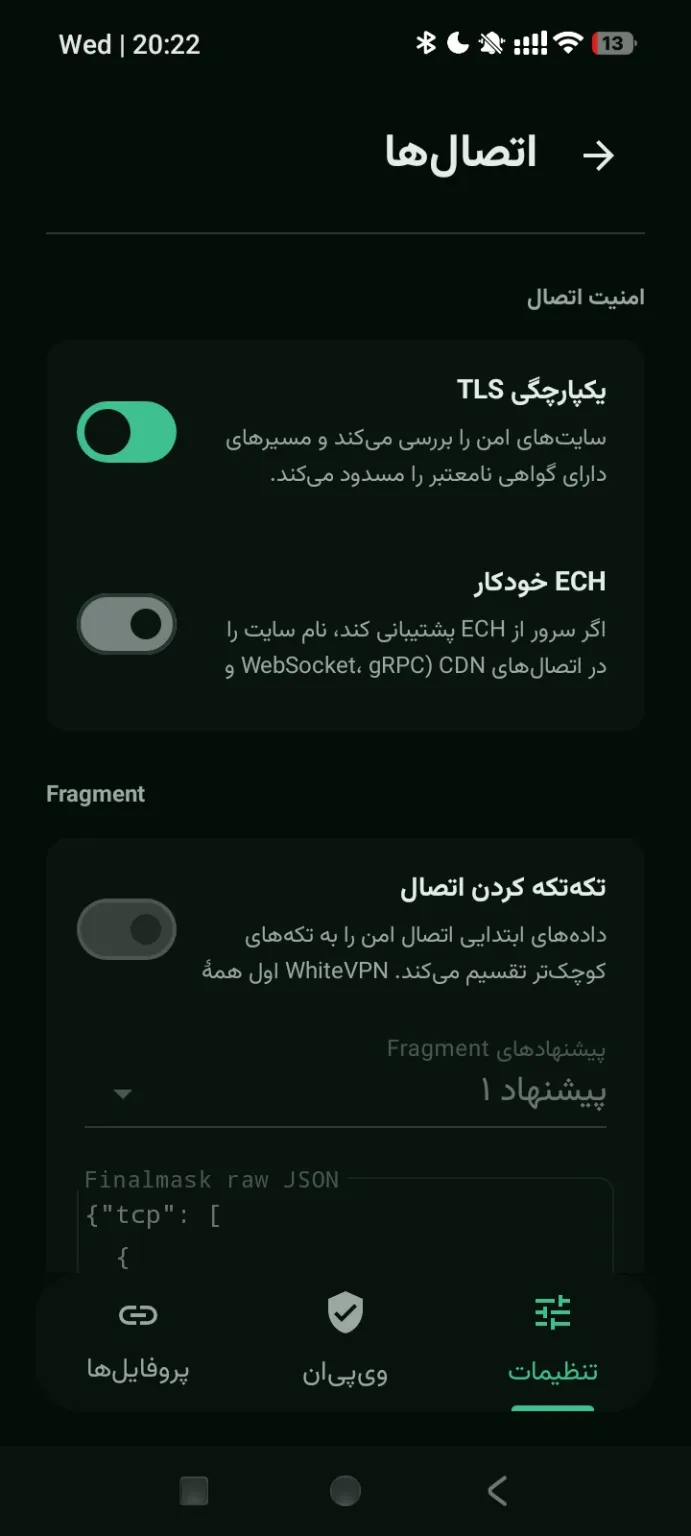 Wed | 20:22
13
اتصال‌ها
امنیت اتصال
یکپارچگی TLS
سایت‌های امن را بررسی می‌کند و مسیرهای
دارای گواهی نامعتبر را مسدود می‌کند.
ECH خودکار
اگر سرور از ECH پشتیبانی کند، نام سایت را
در اتصال‌های CDN (WebSocket، gRPC و
Fragment
تکه‌تکه کردن اتصال
داده‌های ابتدایی اتصال امن را به تکه‌های
کوچک‌تر تقسیم می‌کند. WhiteVPN اول همهٔ
پیشنهادهای Fragment
پیشنهاد ۱
Finalmask raw JSON
{"tcp": [
{
تنظیمات
وی‌پی‌ان
پروفایل‌ها